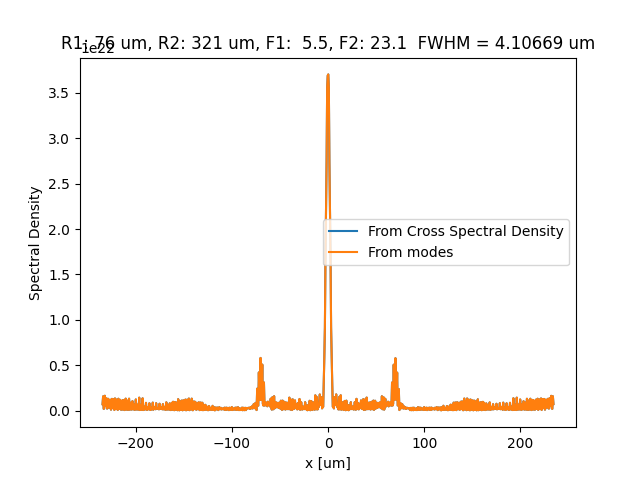 R1: 76 um, R2: 321 um, F1:  5.5, F2: 23.1  FWHM = 4.10669 um
1e22
3.5
3.0
2.5
2.0
1.5
1.0
0.5
0.0
Spectral Density
From Cross Spectral Density
From modes
−200 −100 0 100 200
x [um]